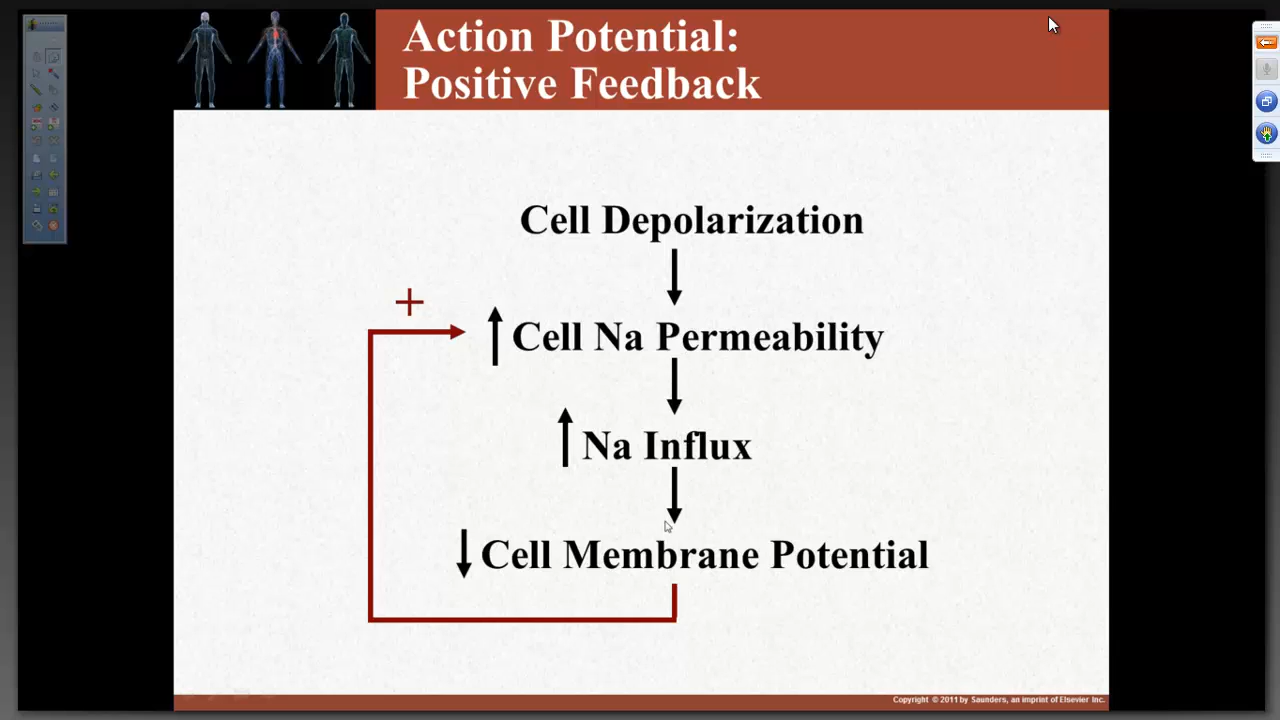 Action Potential:
Positive Feedback
Cell Depolarization
+
↑ Cell Na Permeability
↑ Na Influx
↓ Cell Membrane Potential
Copyright © 2011 by Saunders, an imprint of Elsevier Inc.